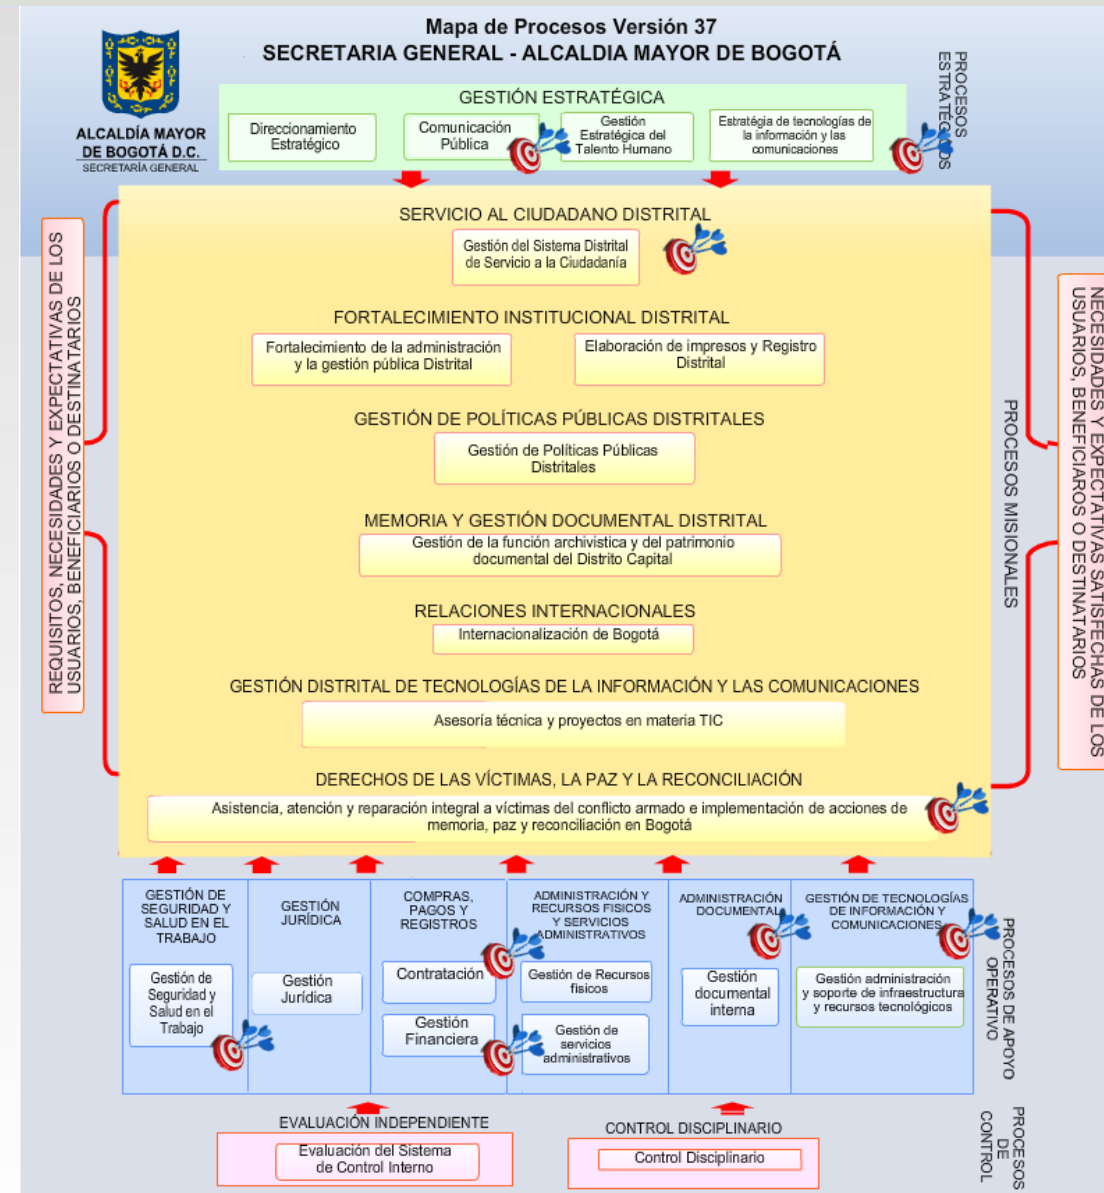 Mapa de Procesos Versión 37
SECRETARIA GENERAL - ALCALDIA MAYOR DE BOGOTÁ
ALCALDÍA MAYOR
DE BOGOTÁ D.C.
SECRETARÍA GENERAL
PROCESOS
ESTRATÉGICOS
GESTIÓN ESTRATÉGICA
Direccionamiento
Estratégico
Comunicación
Pública
Gestión
Estratégica del
Talento Humano
Estratégia de tecnologías de
la información y las
comunicaciones
REQUISITOS, NECESIDADES Y EXPECTATIVAS DE LOS
USUARIOS, BENEFICIARIOS O DESTINATARIOS
SERVICIO AL CIUDADANO DISTRITAL
Gestión del Sistema Distrital
de Servicio a la Ciudadanía
FORTALECIMIENTO INSTITUCIONAL DISTRITAL
Fortalecimiento de la administración
y la gestión pública Distrital
Elaboración de impresos y Registro
Distrital
GESTIÓN DE POLÍTICAS PÚBLICAS DISTRITALES
Gestión de Políticas Públicas
Distritales
MEMORIA Y GESTIÓN DOCUMENTAL DISTRITAL
Gestión de la función archivistica y del patrimonio
documental del Distrito Capital
RELACIONES INTERNACIONALES
Internacionalización de Bogotá
GESTIÓN DISTRITAL DE TECNOLOGÍAS DE LA INFORMACIÓN Y LAS COMUNICACIONES
Asesoría técnica y proyectos en materia TIC
DERECHOS DE LAS VÍCTIMAS, LA PAZ Y LA RECONCILIACIÓN
Asistencia, atención y reparación integral a víctimas del conflicto armado e implementación de acciones de
memoria, paz y reconciliación en Bogotá
PROCESOS MISIONALES
NECESIDADES Y EXPECTATIVAS SATISFECHAS DE LOS
USUARIOS, BENEFICIAROS O DESTINATARIOS
GESTIÓN DE
SEGURIDAD Y
SALUD EN EL
TRABAJO
Gestión de
Seguridad y
Salud en el
Trabajo
GESTIÓN
JURÍDICA
Gestión
Jurídica
COMPRAS,
PAGOS Y
REGISTROS
Contratación
Gestión
Financiera
ADMINISTRACIÓN Y
RECURSOS FISICOS
Y SERVICIOS
ADMINISTRATIVOS
Gestión de Recursos
fisicos
Gestión de
servicios
administrativos
ADMINISTRACIÓN
DOCUMENTAL
Gestión
documental
interna
GESTIÓN DE TECNOLOGÍAS
DE INFORMACIÓN Y
COMUNICACIONES
Gestión administración
y soporte de infraestructura
y recursos tecnológicos
PROCESOS DE APOYO
OPERATIVO
EVALUACIÓN INDEPENDIENTE
Evaluación del Sistema
de Control Interno
CONTROL DISCIPLINARIO
Control Disciplinario
PROCESOS
DE
CONTROL